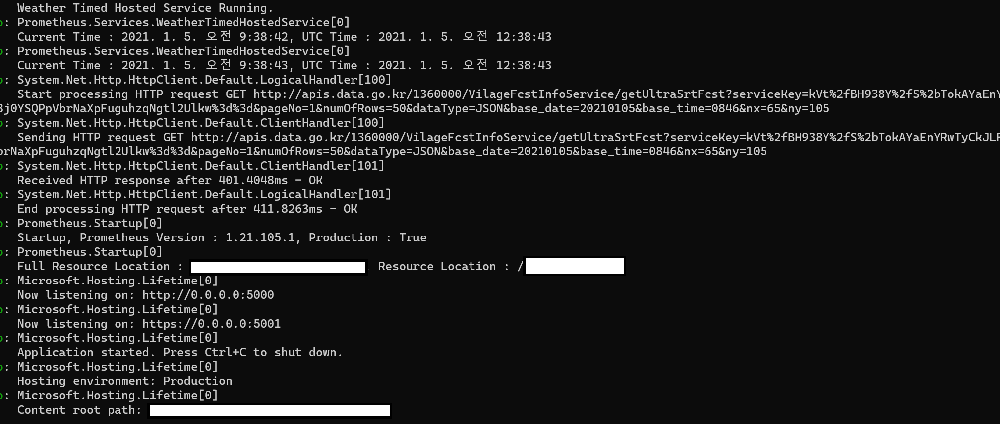 Weather Timed Hosted Service Running.
: Prometheus.Services.WeatherTimedHostedService[0]
Current Time : 2021. 1. 5. 오전 9:38:42, UTC Time : 2021. 1. 5. 오전 12:38:43
: Prometheus.Services.WeatherTimedHostedService[0]
Current Time : 2021. 1. 5. 오전 9:38:43, UTC Time : 2021. 1. 5. 오전 12:38:43
: System.Net.Http.HttpClient.Default.LogicalHandler[100]
Start processing HTTP request GET http://apis.data.go.kr/1360000/VilageFcstInfoService/getUltraSrtFcst?serviceKey=kVt%2fBH938Y%2fS%2bTokAYaEnY
3j0YSQPpVbrNaXpFuguhzqNgtl2Ulkw%3d%3d&pageNo=1&numOfRows=50&dataType=JSON&base_date=20210105&base_time=0846&nx=65&ny=105
: System.Net.Http.HttpClient.Default.ClientHandler[100]
Sending HTTP request GET http://apis.data.go.kr/1360000/VilageFcstInfoService/getUltraSrtFcst?serviceKey=kVt%2fBH938Y%2fS%2bTokAYaEnYRwTyCkJLF
brNaXpFuguhzqNgtl2Ulkw%3d%3d&pageNo=1&numOfRows=50&dataType=JSON&base_date=20210105&base_time=0846&nx=65&ny=105
: System.Net.Http.HttpClient.Default.ClientHandler[101]
Received HTTP response after 401.4048ms - OK
: System.Net.Http.HttpClient.Default.LogicalHandler[101]
End processing HTTP request after 411.8263ms - OK
: Prometheus.Startup[0]
Startup, Prometheus Version : 1.21.105.1, Production : True
: Prometheus.Startup[0]
Full Resource Location : , Resource Location : /
: Microsoft.Hosting.Lifetime[0]
Now listening on: http://0.0.0.0:5000
: Microsoft.Hosting.Lifetime[0]
Now listening on: https://0.0.0.0:5001
: Microsoft.Hosting.Lifetime[0]
Application started. Press Ctrl+C to shut down.
: Microsoft.Hosting.Lifetime[0]
Hosting environment: Production
: Microsoft.Hosting.Lifetime[0]
Content root path: